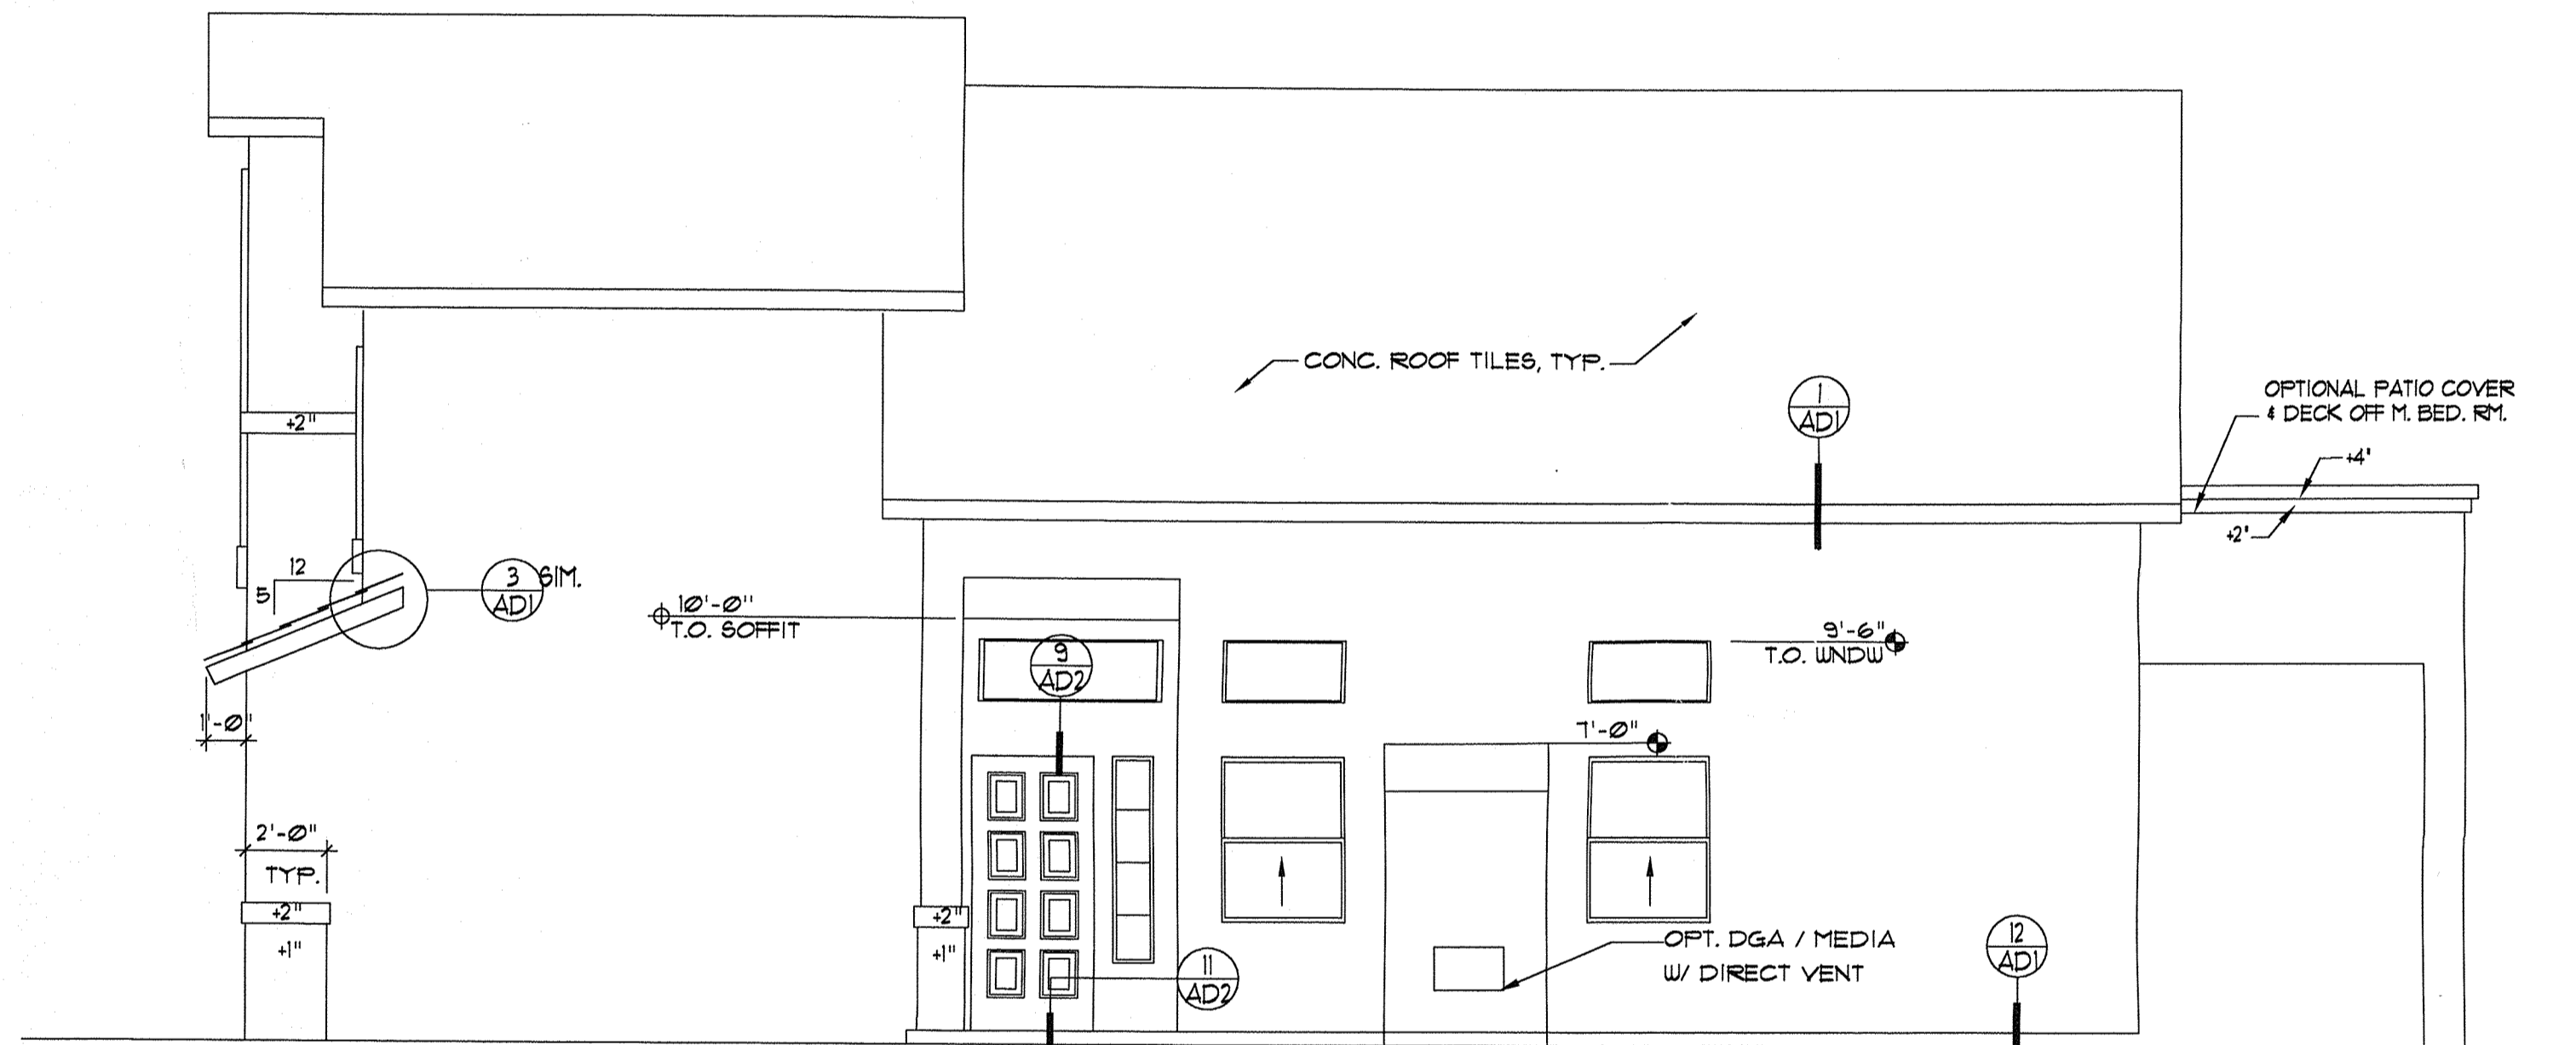 CONC. ROOF TILES, TYP.
1
AD1
OPTIONAL PATIO COVER
& DECK OFF M. BED. RM.
+4"
+2"
+2"
12
5
3
AD1
SIM.
10'-0"
T.O. SOFFIT
9
AD2
9'-6"
T.O. WNDW
1'-0"
7'-0"
2'-0"
TYP.
+2"
+1"
+2"
+1"
11
AD2
OPT. DGA / MEDIA
W/ DIRECT VENT
12
AD1